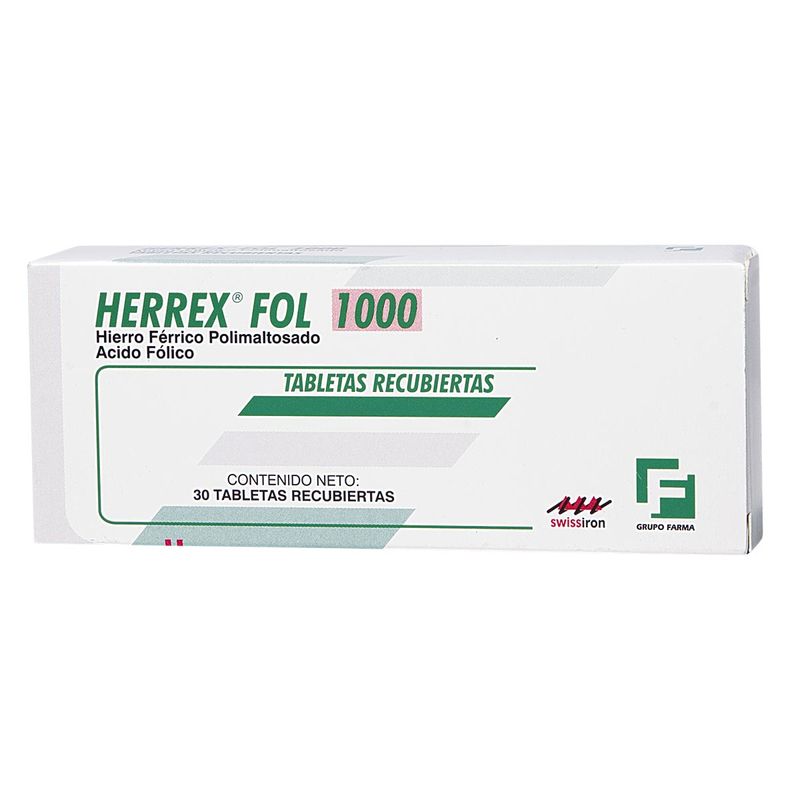 HERREX® FOL 1000
Hierro Férrico Polimaltosado
Acido Fólico
TABLETAS RECUBIERTAS
CONTENIDO NETO:
30 TABLETAS RECUBIERTAS
swissiron
GRUPO FARMA